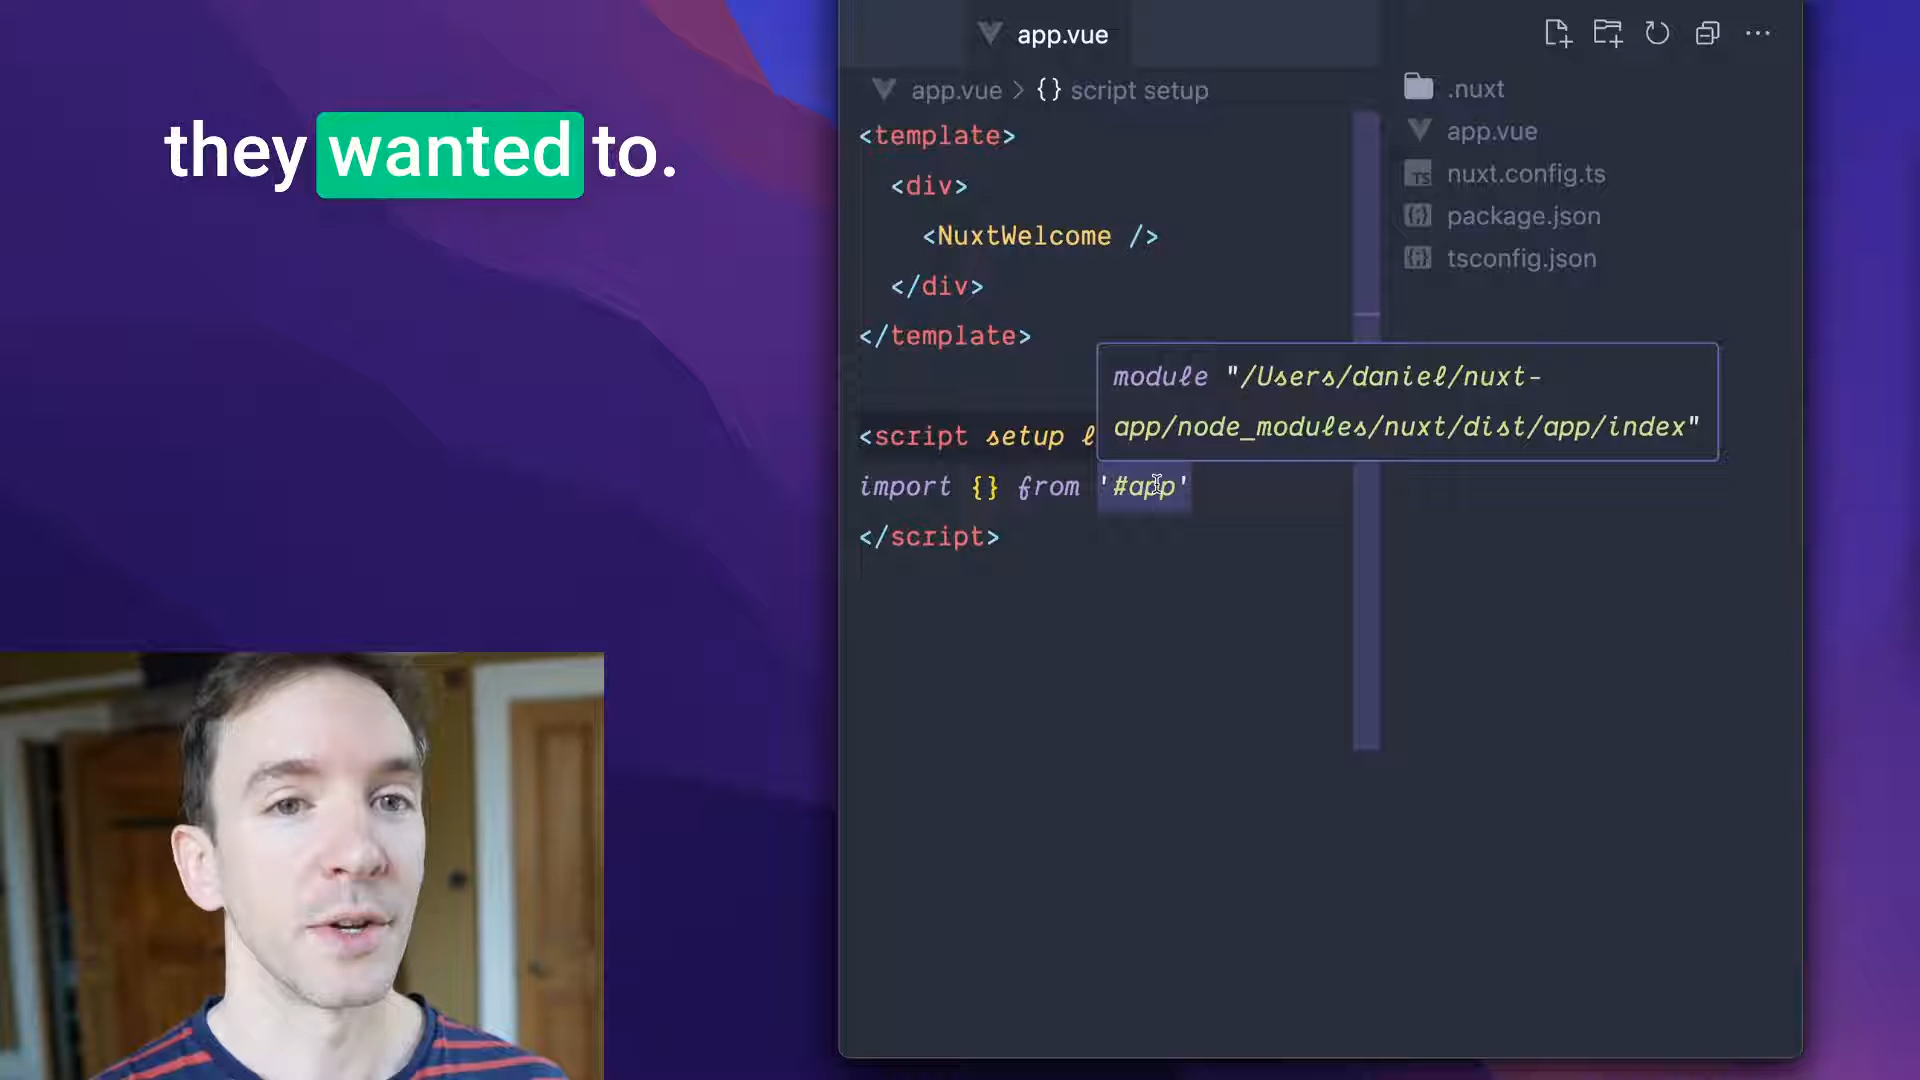 they wanted to.
app.vue
app.vue > {} script setup
<template>
<div>
<NuxtWelcome />
</div>
</template>
<script setup l
import {} from '#app'
</script>
module "/Users/daniel/nuxt-
app/node_modules/nuxt/dist/app/index"
.nuxt
app.vue
TS nuxt.config.ts
package.json
tsconfig.json